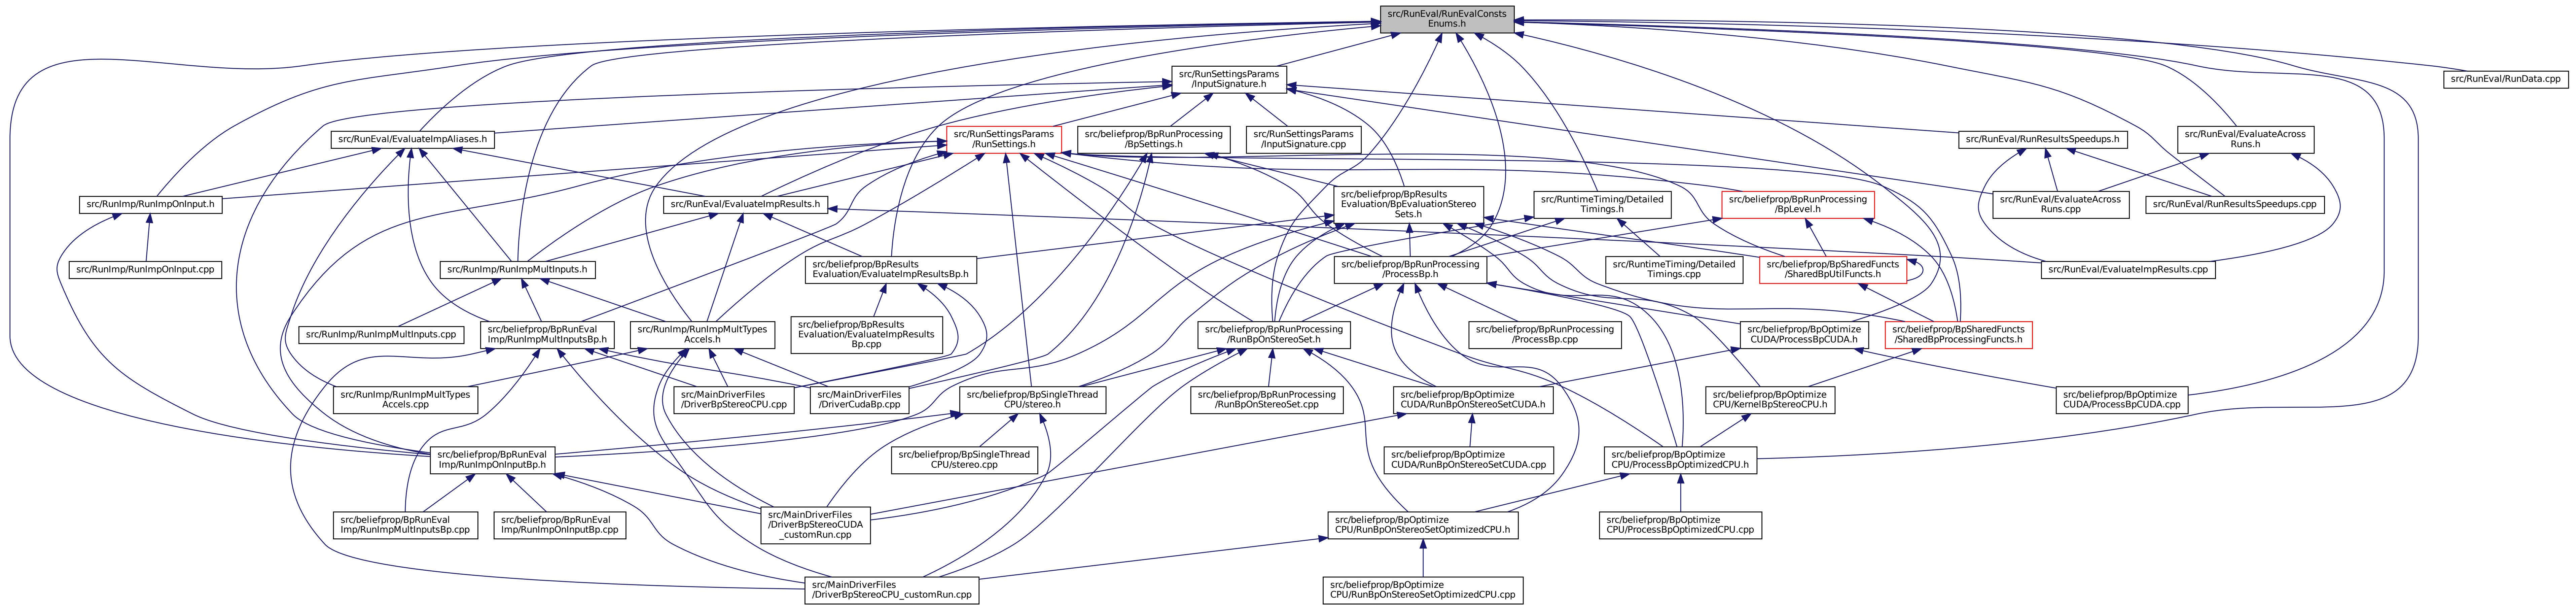 src/RunEval/RunEvalConsts
Enums.h
src/RunSettingsParams
/InputSignature.h
src/RunEval/RunData.cpp
src/RunEval/EvaluateImpAliases.h
src/RunSettingsParams
/RunSettings.h
src/beliefprop/BpRunProcessing
/BpSettings.h
src/RunSettingsParams
/InputSignature.cpp
src/RunEval/RunResultsSpeedups.h
src/RunEval/EvaluateAcross
Runs.h
src/RunImp/RunImpOnInput.h
src/RunEval/EvaluateImpResults.h
src/beliefprop/BpResults
Evaluation/BpEvaluationStereo
Sets.h
src/RuntimeTiming/Detailed
Timings.h
src/beliefprop/BpRunProcessing
/BpLevel.h
src/RunEval/EvaluateAcross
Runs.cpp
src/RunEval/RunResultsSpeedups.cpp
src/RunImp/RunImpOnInput.cpp
src/RunImp/RunImpMultInputs.h
src/beliefprop/BpResults
Evaluation/EvaluateImpResultsBp.h
src/beliefprop/BpRunProcessing
/ProcessBp.h
src/RuntimeTiming/Detailed
Timings.cpp
src/beliefprop/BpSharedFuncts
/SharedBpUtilFuncts.h
src/RunEval/EvaluateImpResults.cpp
src/RunImp/RunImpMultInputs.cpp
src/beliefprop/BpRunEval
Imp/RunImpMultInputsBp.h
src/RunImp/RunImpMultTypes
Accels.h
src/beliefprop/BpResults
Evaluation/EvaluateImpResults
Bp.cpp
src/beliefprop/BpRunProcessing
/RunBpOnStereoSet.h
src/beliefprop/BpRunProcessing
/ProcessBp.cpp
src/beliefprop/BpOptimize
CUDA/ProcessBpCUDA.h
src/beliefprop/BpSharedFuncts
/SharedBpProcessingFuncts.h
src/RunImp/RunImpMultTypes
Accels.cpp
src/MainDriverFiles
/DriverBpStereoCPU.cpp
src/MainDriverFiles
/DriverCudaBp.cpp
src/beliefprop/BpSingleThread
CPU/stereo.h
src/beliefprop/BpRunProcessing
/RunBpOnStereoSet.cpp
src/beliefprop/BpOptimize
CUDA/RunBpOnStereoSetCUDA.h
src/beliefprop/BpOptimize
CPU/KernelBpStereoCPU.h
src/beliefprop/BpOptimize
CUDA/ProcessBpCUDA.cpp
src/beliefprop/BpRunEval
Imp/RunImpOnInputBp.h
src/beliefprop/BpSingleThread
CPU/stereo.cpp
src/beliefprop/BpOptimize
CUDA/RunBpOnStereoSetCUDA.cpp
src/beliefprop/BpOptimize
CPU/ProcessBpOptimizedCPU.h
src/beliefprop/BpRunEval
Imp/RunImpMultInputsBp.cpp
src/beliefprop/BpRunEval
Imp/RunImpOnInputBp.cpp
src/MainDriverFiles
/DriverBpStereoCUDA
_customRun.cpp
src/beliefprop/BpOptimize
CPU/RunBpOnStereoSetOptimizedCPU.h
src/beliefprop/BpOptimize
CPU/ProcessBpOptimizedCPU.cpp
src/MainDriverFiles
/DriverBpStereoCPU_customRun.cpp
src/beliefprop/BpOptimize
CPU/RunBpOnStereoSetOptimizedCPU.cpp